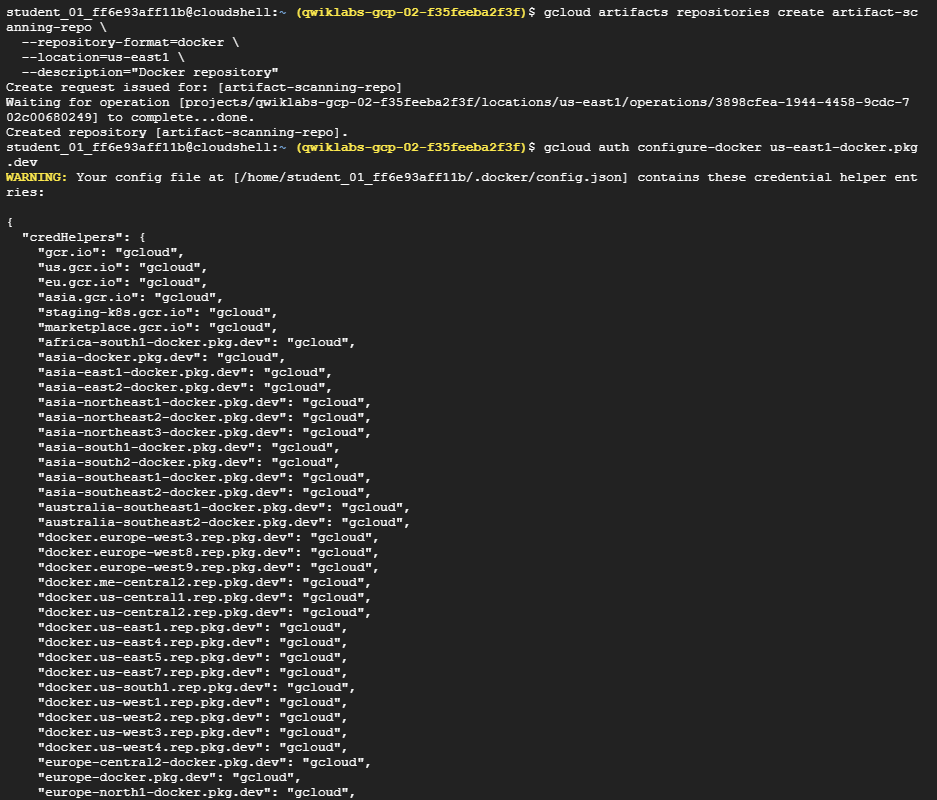 student_01_ff6e93aff11b@cloudshell:~ (qwiklabs-gcp-02-f35feeba2f3f)$ gcloud artifacts repositories create artifact-sc
anning-repo \
  --repository-format=docker \
  --location=us-east1 \
  --description="Docker repository"
Create request issued for: [artifact-scanning-repo]
Waiting for operation [projects/qwiklabs-gcp-02-f35feeba2f3f/locations/us-east1/operations/3898cfea-1944-4458-9cdc-7
02c00680249] to complete...done.
Created repository [artifact-scanning-repo].
student_01_ff6e93aff11b@cloudshell:~ (qwiklabs-gcp-02-f35feeba2f3f)$ gcloud auth configure-docker us-east1-docker.pkg
.dev
WARNING: Your config file at [/home/student_01_ff6e93aff11b/.docker/config.json] contains these credential helper ent
ries:

{
  "credHelpers": {
    "gcr.io": "gcloud",
    "us.gcr.io": "gcloud",
    "eu.gcr.io": "gcloud",
    "asia.gcr.io": "gcloud",
    "staging-k8s.gcr.io": "gcloud",
    "marketplace.gcr.io": "gcloud",
    "africa-south1-docker.pkg.dev": "gcloud",
    "asia-docker.pkg.dev": "gcloud",
    "asia-east1-docker.pkg.dev": "gcloud",
    "asia-east2-docker.pkg.dev": "gcloud",
    "asia-northeast1-docker.pkg.dev": "gcloud",
    "asia-northeast2-docker.pkg.dev": "gcloud",
    "asia-northeast3-docker.pkg.dev": "gcloud",
    "asia-south1-docker.pkg.dev": "gcloud",
    "asia-south2-docker.pkg.dev": "gcloud",
    "asia-southeast1-docker.pkg.dev": "gcloud",
    "asia-southeast2-docker.pkg.dev": "gcloud",
    "australia-southeast1-docker.pkg.dev": "gcloud",
    "australia-southeast2-docker.pkg.dev": "gcloud",
    "docker.europe-west3.rep.pkg.dev": "gcloud",
    "docker.europe-west8.rep.pkg.dev": "gcloud",
    "docker.europe-west9.rep.pkg.dev": "gcloud",
    "docker.me-central2.rep.pkg.dev": "gcloud",
    "docker.us-central1.rep.pkg.dev": "gcloud",
    "docker.us-central2.rep.pkg.dev": "gcloud",
    "docker.us-east1.rep.pkg.dev": "gcloud",
    "docker.us-east4.rep.pkg.dev": "gcloud",
    "docker.us-east5.rep.pkg.dev": "gcloud",
    "docker.us-east7.rep.pkg.dev": "gcloud",
    "docker.us-south1.rep.pkg.dev": "gcloud",
    "docker.us-west1.rep.pkg.dev": "gcloud",
    "docker.us-west2.rep.pkg.dev": "gcloud",
    "docker.us-west3.rep.pkg.dev": "gcloud",
    "docker.us-west4.rep.pkg.dev": "gcloud",
    "europe-central2-docker.pkg.dev": "gcloud",
    "europe-docker.pkg.dev": "gcloud",
    "europe-north1-docker.pkg.dev": "gcloud",